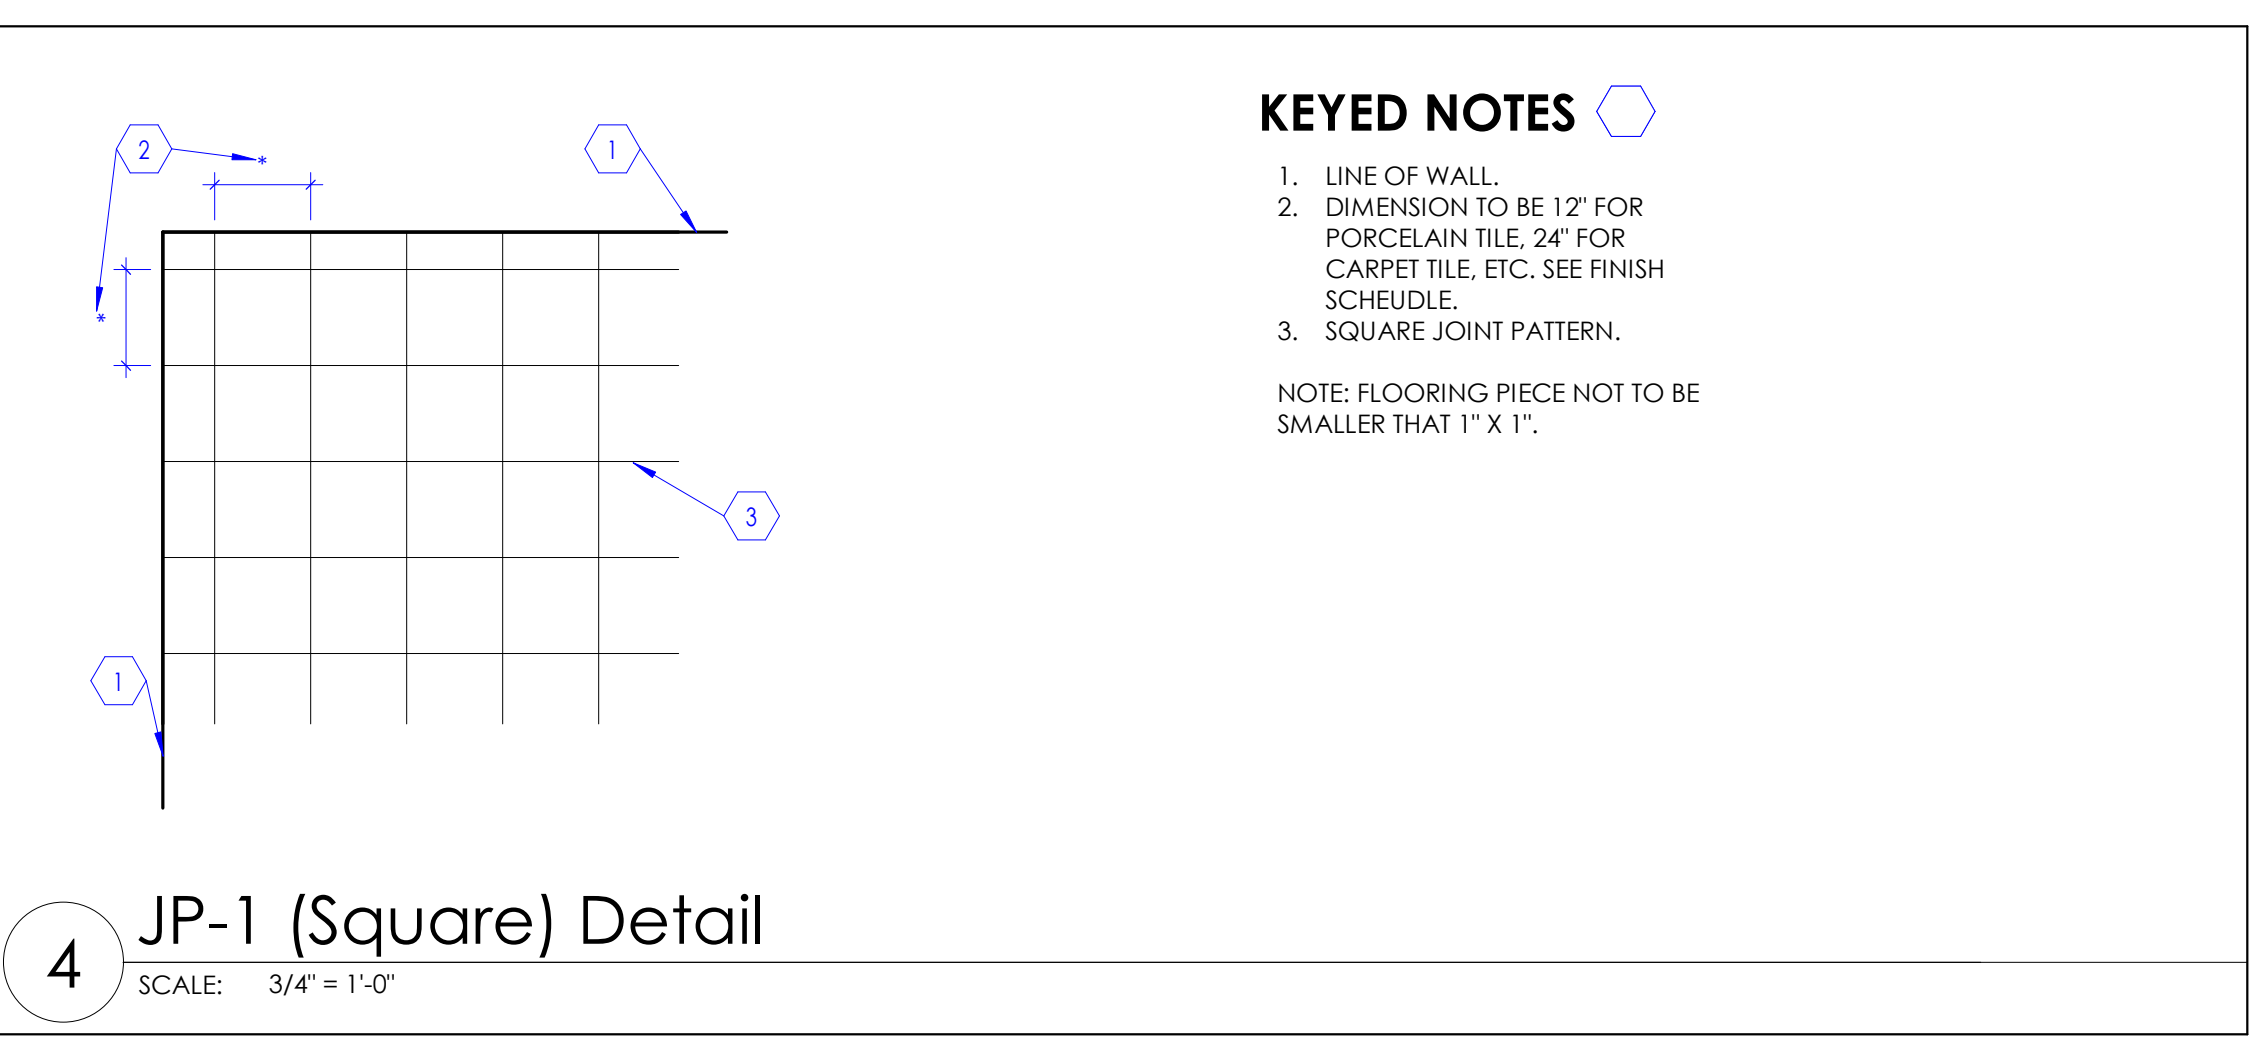 2
*
1
*
3
1
KEYED NOTES
1. LINE OF WALL.
2. DIMENSION TO BE 12" FOR
PORCELAIN TILE, 24" FOR
CARPET TILE, ETC. SEE FINISH
SCHEUDLE.
3. SQUARE JOINT PATTERN.
NOTE: FLOORING PIECE NOT TO BE
SMALLER THAT 1" X 1".
4
JP-1 (Square) Detail
SCALE: 3/4" = 1'-0"